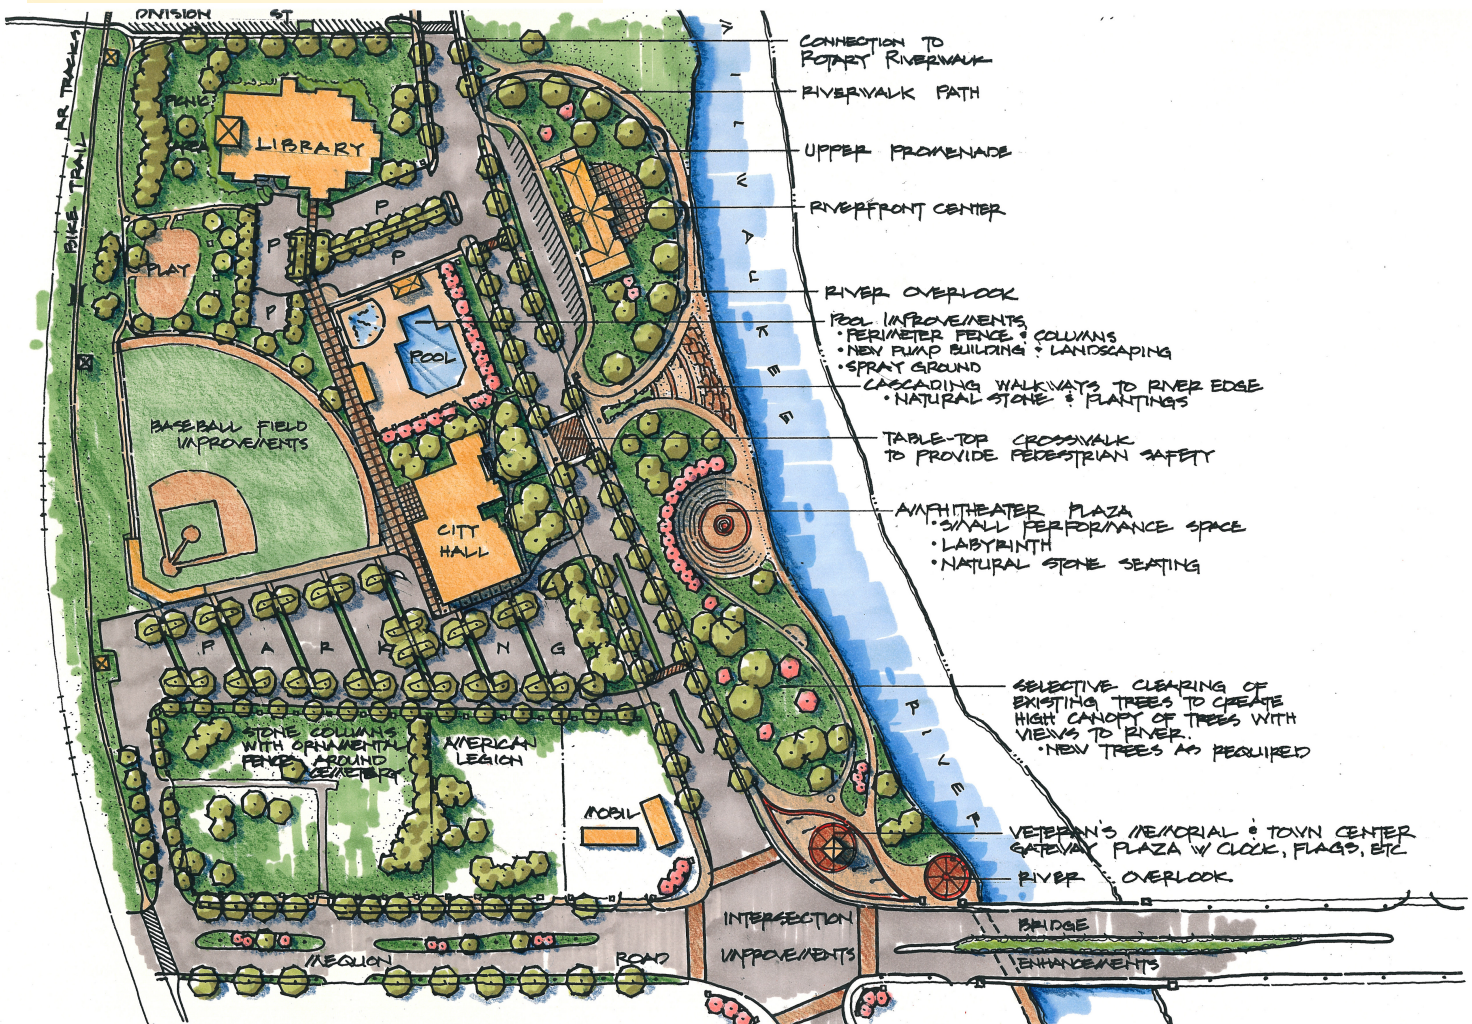 DIVISION ST
RR TRACKS
BIKE TRAIL
PICNIC
AREA
LIBRARY
P
P
P
P
PLAY
POOL
BASEBALL FIELD
IMPROVEMENTS
CITY
HALL
PARKING
STONE COLUMNS
WITH ORNAMENTAL
FENCE AROUND
CEMETERY
AMERICAN
LEGION
MOBIL
MEQUON ROAD
INTERSECTION
IMPROVEMENTS
BRIDGE
ENHANCEMENTS
MILWAUKEE RIVER
CONNECTION TO
ROTARY RIVERWALK
RIVERWALK PATH
UPPER PROMENADE
RIVERFRONT CENTER
RIVER OVERLOOK
POOL IMPROVEMENTS
•PERIMETER FENCE & COLUMNS
•NEW PUMP BUILDING & LANDSCAPING
•SPRAY GROUND
CASCADING WALKWAYS TO RIVER EDGE
•NATURAL STONE & PLANTINGS
TABLE-TOP CROSSWALK
TO PROVIDE PEDESTRIAN SAFETY
AMPHITHEATER PLAZA
•SMALL PERFORMANCE SPACE
•LABYRINTH
•NATURAL STONE SEATING
SELECTIVE CLEARING OF
EXISTING TREES TO CREATE
HIGH CANOPY OF TREES WITH
VIEWS TO RIVER.
•NEW TREES AS REQUIRED
VETERAN'S MEMORIAL & TOWN CENTER
GATEWAY PLAZA W/ CLOCK, FLAGS, ETC
RIVER OVERLOOK.